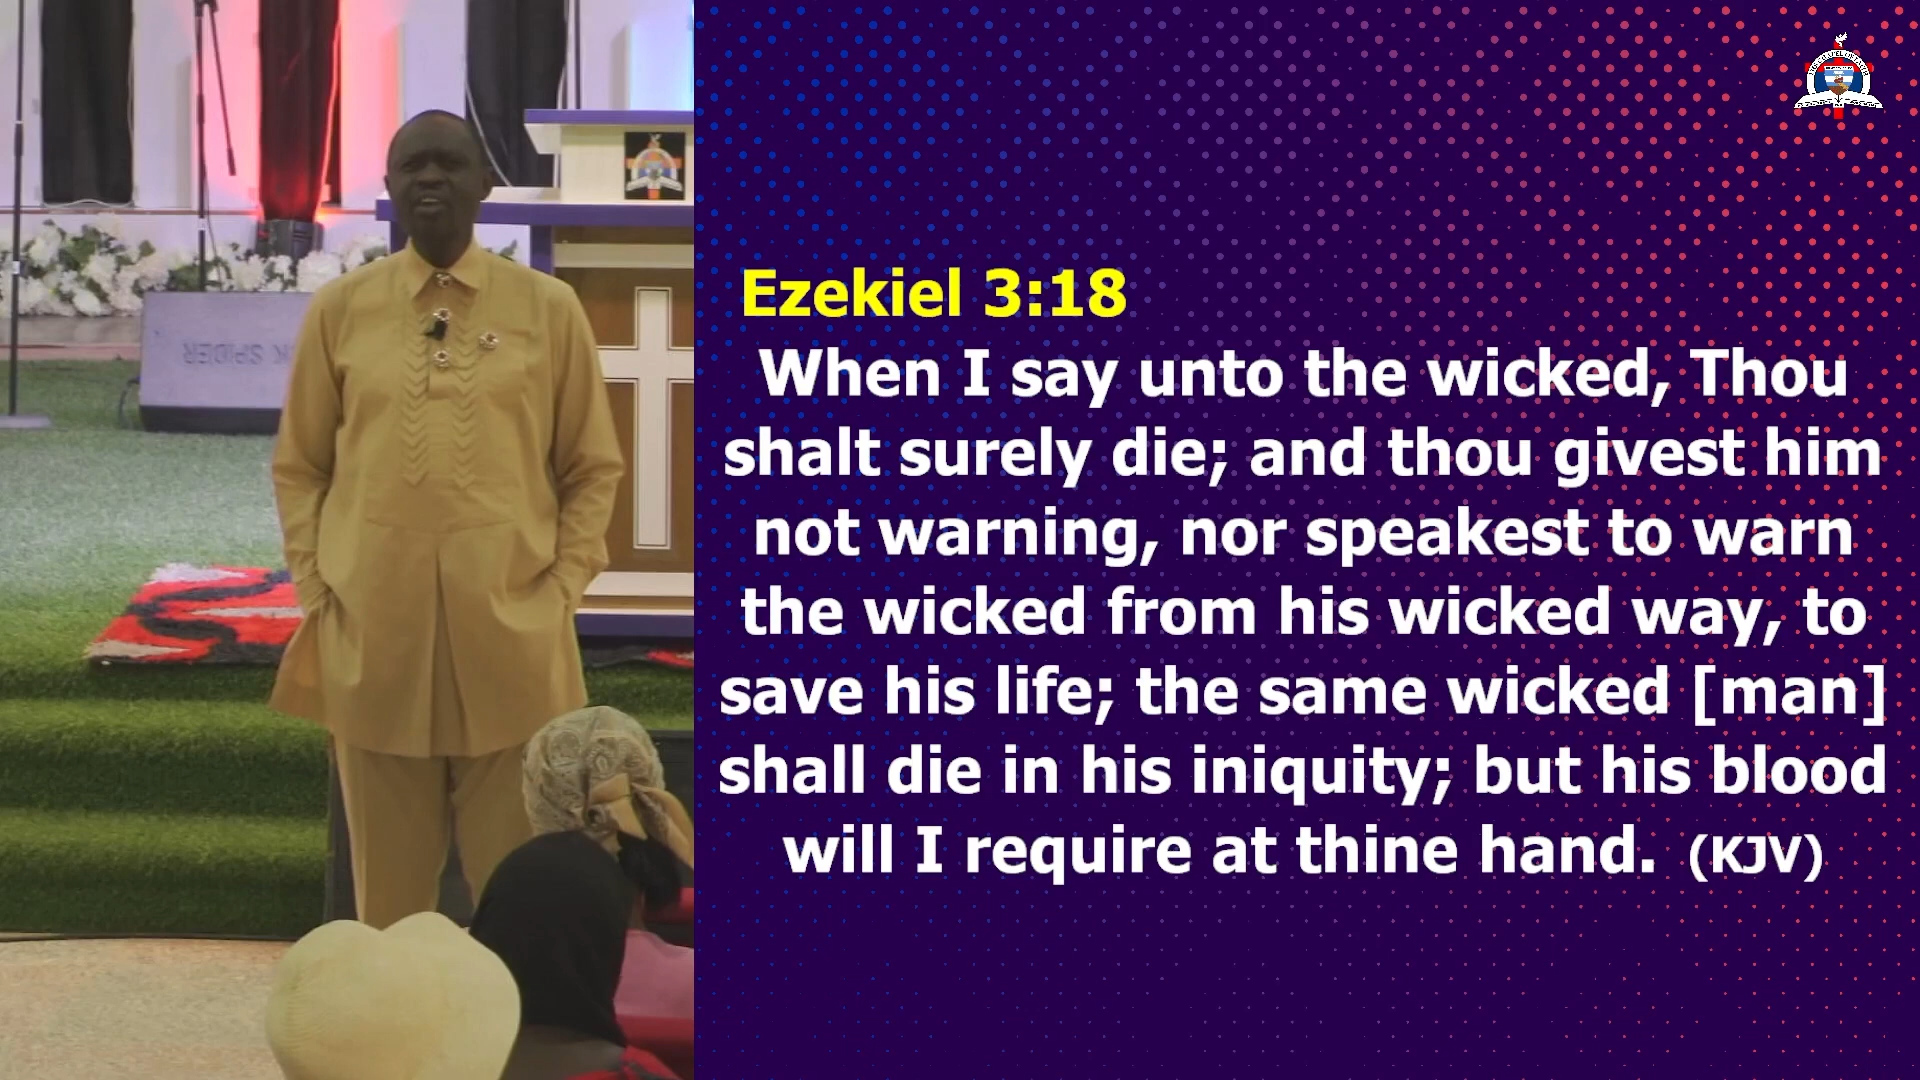 Ezekiel 3:18
When I say unto the wicked, Thou
shalt surely die; and thou givest him
not warning, nor speakest to warn
the wicked from his wicked way, to
save his life; the same wicked [man]
shall die in his iniquity; but his blood
will I require at thine hand. (KJV)